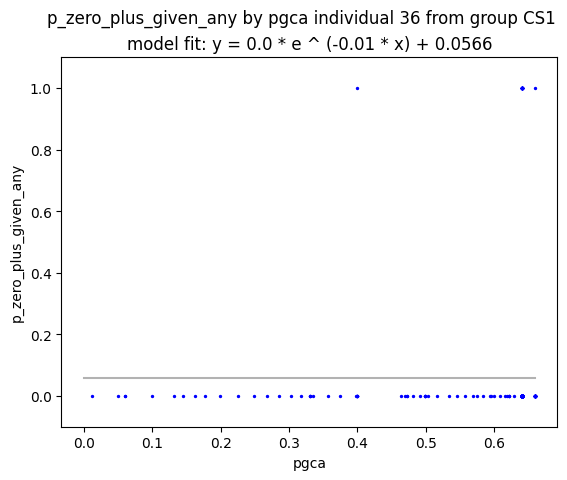 p_zero_plus_given_any by pgca individual 36 from group CS1
model fit: y = 0.0 * e ^ (-0.01 * x) + 0.0566
1.0
0.8
0.6
0.4
0.2
0.0
p_zero_plus_given_any
0.0 0.1 0.2 0.3 0.4 0.5 0.6
pgca